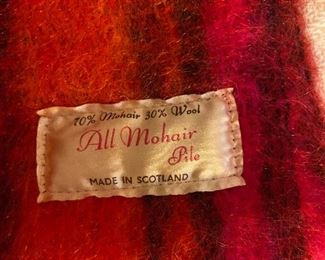 70% Mohair 30% Wool
All Mohair
Pile
MADE IN SCOTLAND